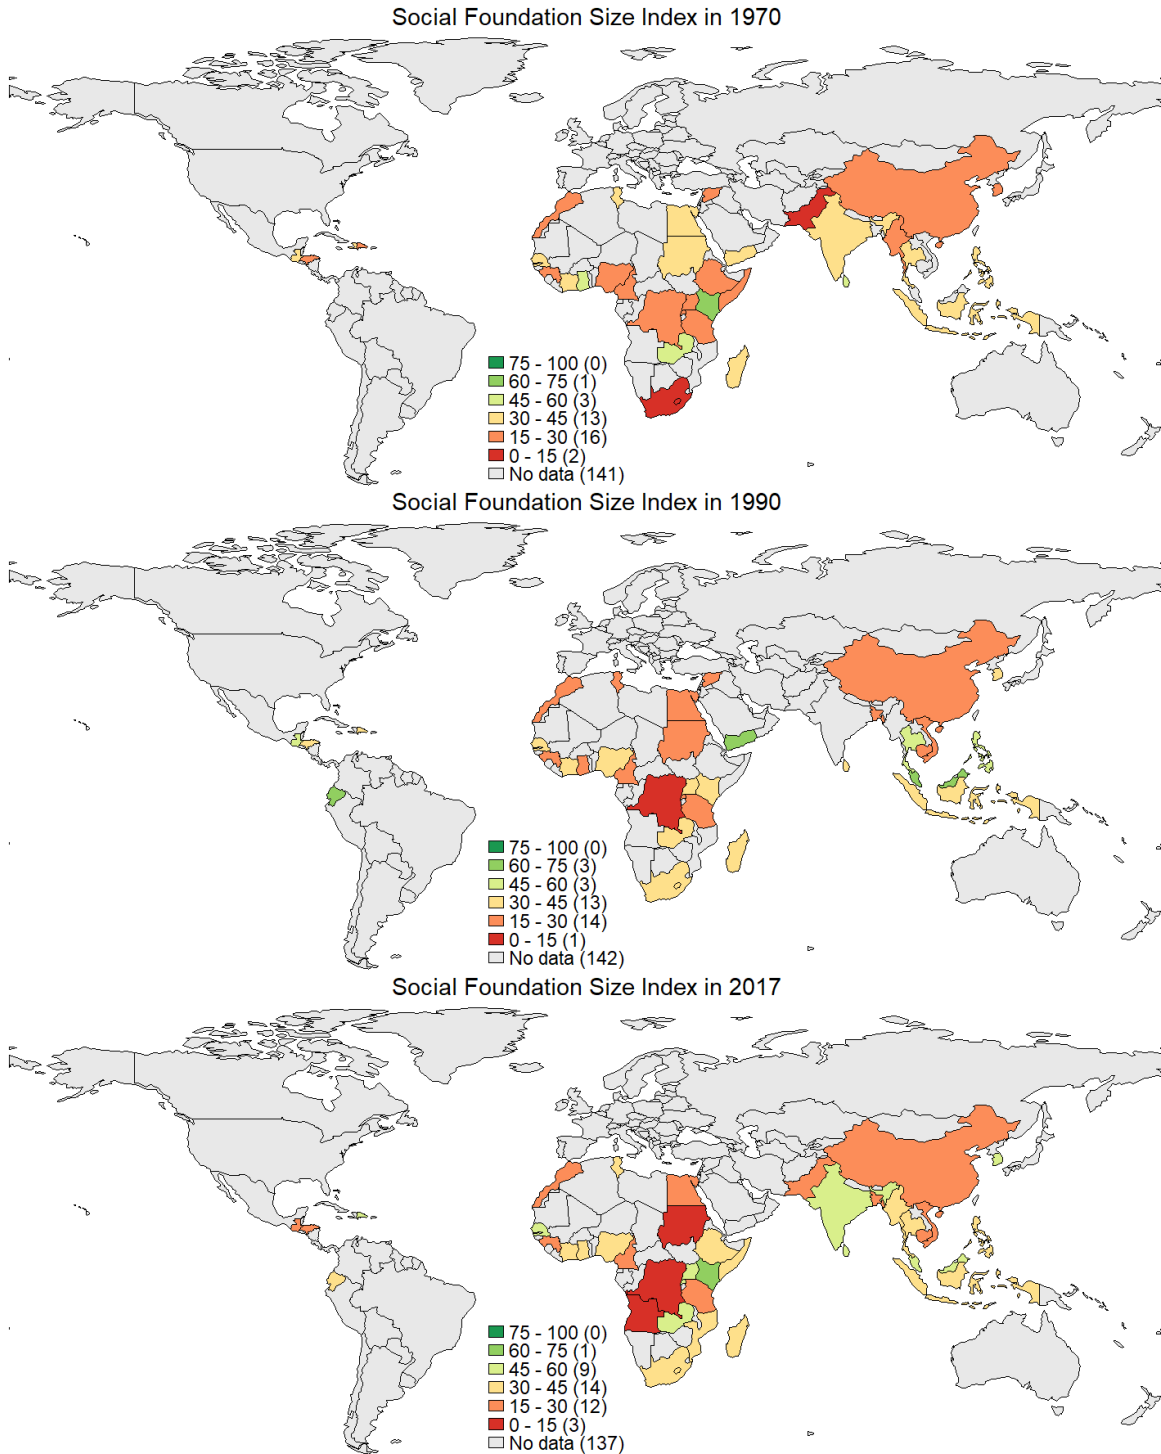 Social Foundation Size Index in 1970
75 - 100 (0)
60 - 75 (1)
45 - 60 (3)
30 - 45 (13)
15 - 30 (16)
0 - 15 (2)
No data (141)
Social Foundation Size Index in 1990
75 - 100 (0)
60 - 75 (3)
45 - 60 (3)
30 - 45 (13)
15 - 30 (14)
0 - 15 (1)
No data (142)
Social Foundation Size Index in 2017
75 - 100 (0)
60 - 75 (1)
45 - 60 (9)
30 - 45 (14)
15 - 30 (12)
0 - 15 (3)
No data (137)